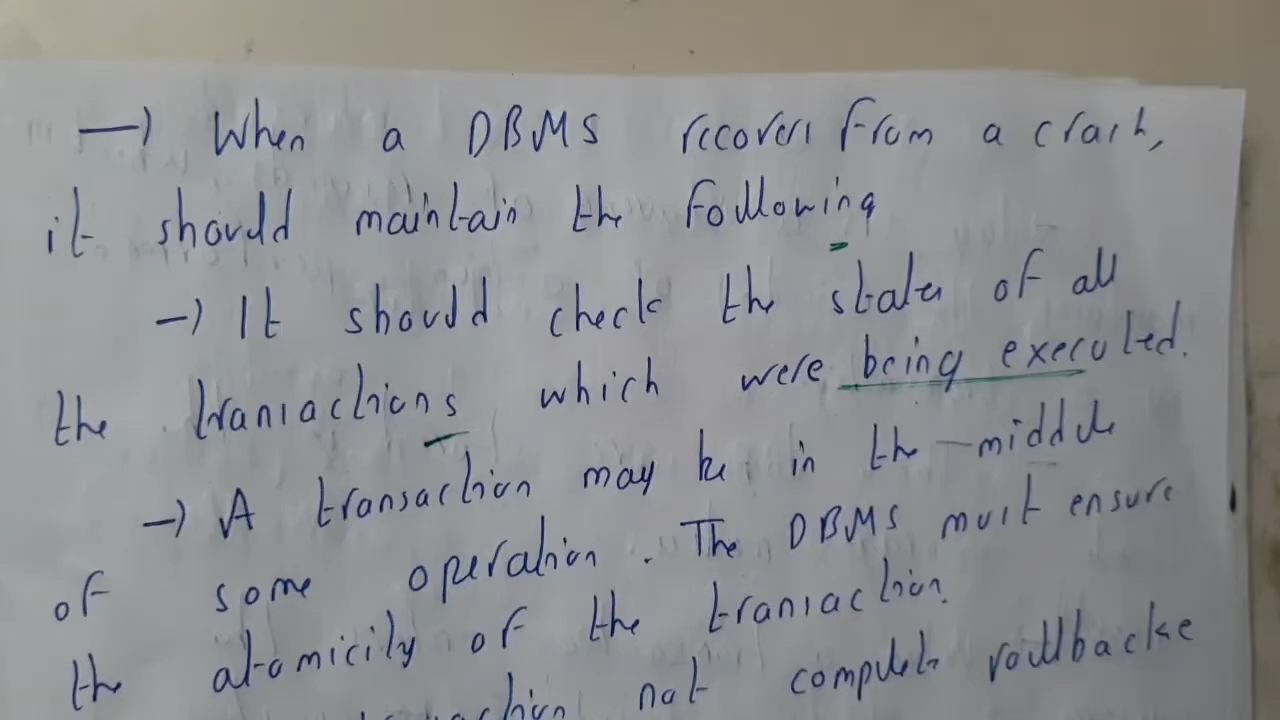 → When a DBMS recovers from a crash,
it should maintain the following
→ It should check the states of all
the transactions which were being executed.
→ A transaction may be in the middle
of some operation. The DBMS must ensure
the atomicity of the transaction.
not complete rollbacke